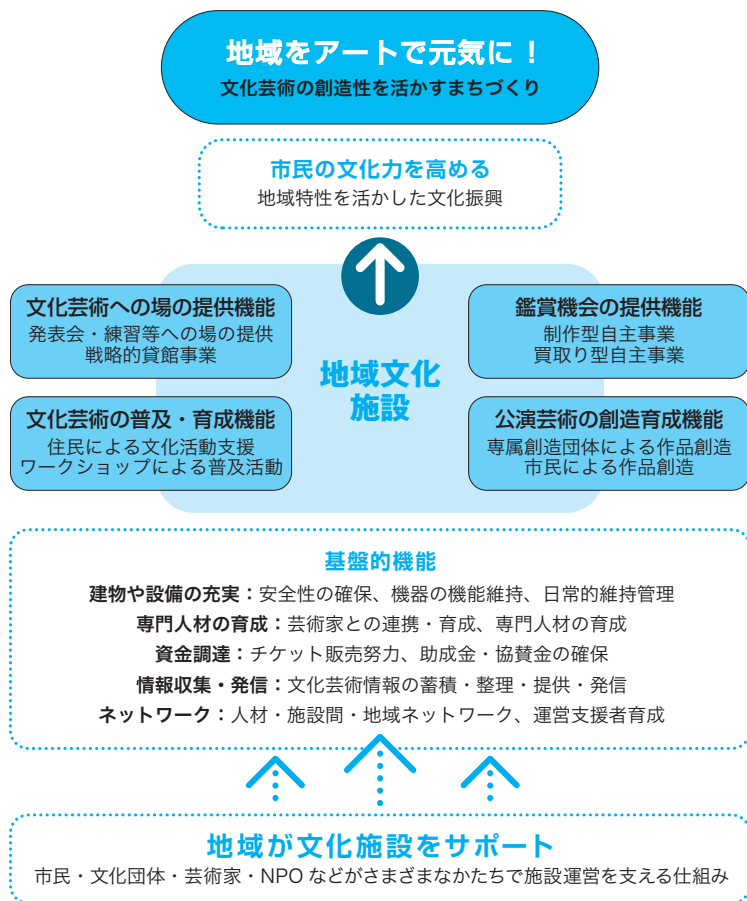 地域をアートで元気に！
文化芸術の創造性を活かすまちづくり
市民の文化力を高める
地域特性を活かした文化振興
文化芸術への場の提供機能
発表会・練習等への場の提供
戦略的貸館事業
鑑賞機会の提供機能
制作型自主事業
買取り型自主事業
地域文化
施設
文化芸術の普及・育成機能
住民による文化活動支援
ワークショップによる普及活動
公演芸術の創造育成機能
専属創造団体による作品創造
市民による作品創造
基盤的機能
建物や設備の充実：安全性の確保、機器の機能維持、日常的維持管理
専門人材の育成：芸術家との連携・育成、専門人材の育成
資金調達：チケット販売努力、助成金・協賛金の確保
情報収集・発信：文化芸術情報の蓄積・整理・提供・発信
ネットワーク：人材・施設間・地域ネットワーク、運営支援者育成
地域が文化施設をサポート
市民・文化団体・芸術家・NPO などがさまざまなかたちで施設運営を支える仕組み